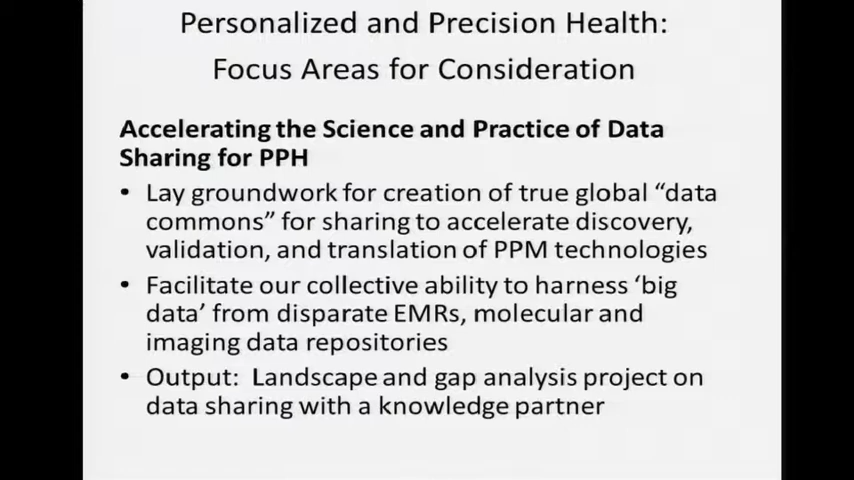 Personalized and Precision Health:
Focus Areas for Consideration
Accelerating the Science and Practice of Data
Sharing for PPH
• Lay groundwork for creation of true global “data
commons” for sharing to accelerate discovery,
validation, and translation of PPM technologies
• Facilitate our collective ability to harness ‘big
data’ from disparate EMRs, molecular and
imaging data repositories
• Output: Landscape and gap analysis project on
data sharing with a knowledge partner